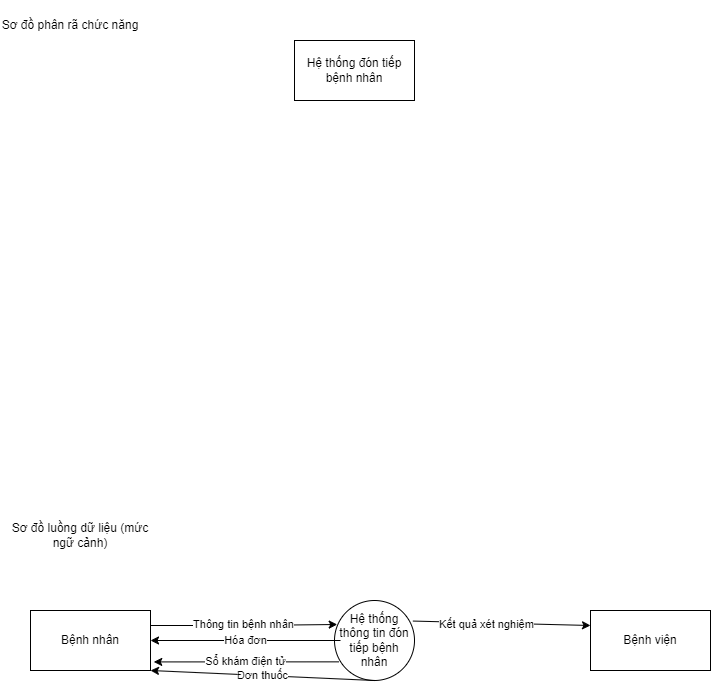 Sơ đồ phân rã chức năng
Hệ thống đón tiếp
bệnh nhân
Sơ đồ luồng dữ liệu (mức
ngữ cảnh)
Bệnh nhân
Thông tin bệnh nhân
Hóa đơn
Sổ khám điện tử
Đơn thuốc
Hệ thống
thông tin đón
tiếp bệnh
nhân
Kết quả xét nghiệm
Bệnh viện